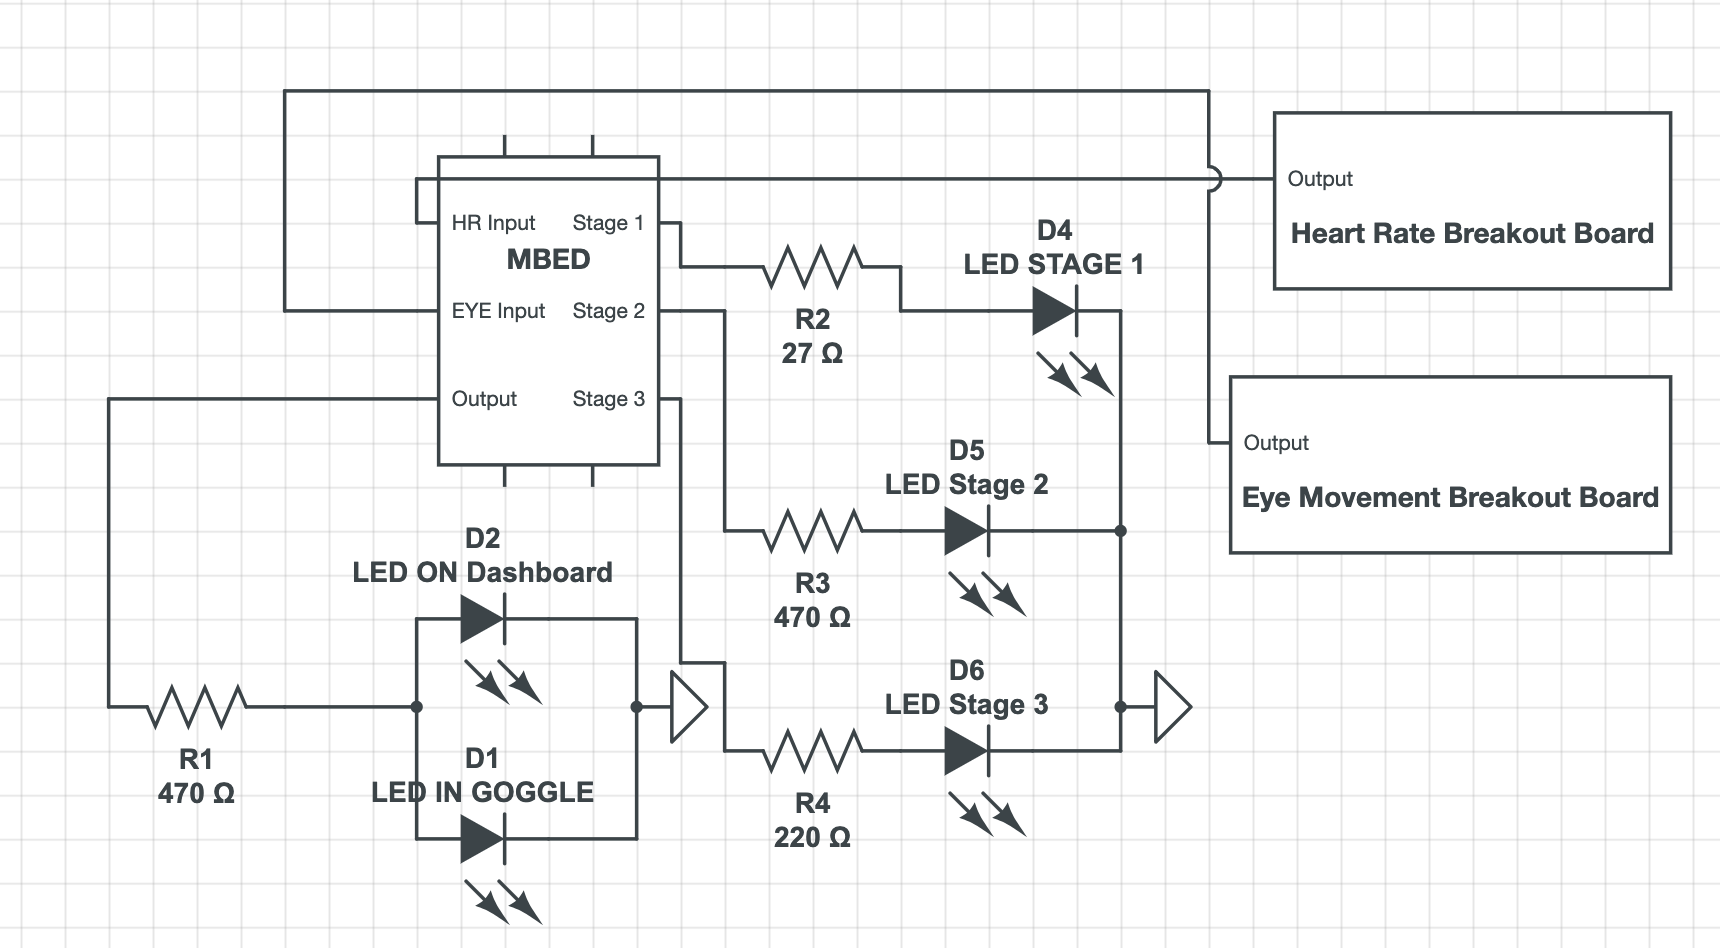 Output
Heart Rate Breakout Board
HR Input
Stage 1
MBED
EYE Input
Stage 2
Output
Stage 3
D4
LED STAGE 1
R2
27 Ω
Output
Eye Movement Breakout Board
D5
LED Stage 2
R3
470 Ω
D2
LED ON Dashboard
D6
LED Stage 3
R4
220 Ω
R1
470 Ω
D1
LED IN GOGGLE